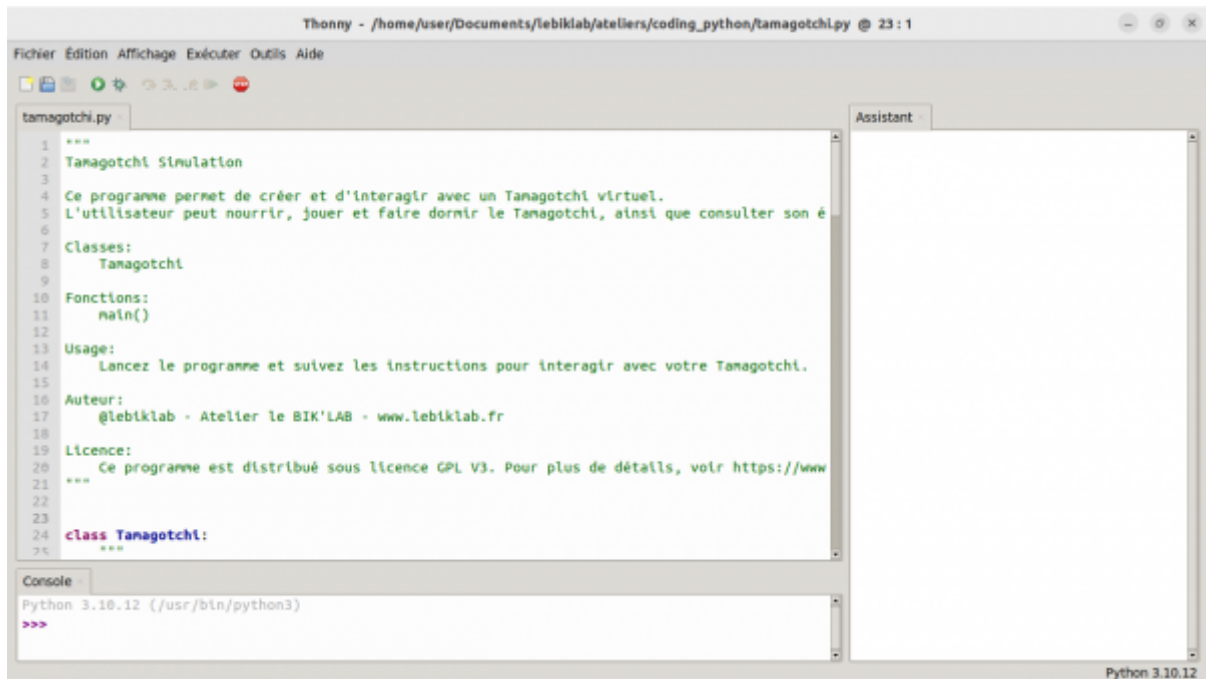 Thonny - /home/user/Documents/lebiklab/ateliers/coding_python/tamagotchi.py @ 23 : 1
Fichier Édition Affichage Exécuter Outils Aide
tamagotchi.py
Assistant
1 """
2 Tamagotchi Simulation
3
4 Ce programme permet de créer et d'interagir avec un Tamagotchi virtuel.
5 L'utilisateur peut nourrir, jouer et faire dormir le Tamagotchi, ainsi que consulter son é
6
7 Classes:
8 Tamagotchi
9
10 Fonctions:
11 main()
12
13 Usage:
14 Lancez le programme et suivez les instructions pour interagir avec votre Tamagotchi.
15
16 Auteur:
17 @lebiklab - Atelier le BIK'LAB - www.lebiklab.fr
18
19 Licence:
20 Ce programme est distribué sous licence GPL V3. Pour plus de détails, voir https://www
21 """
22
23
24 class Tamagotchi:
25 """
Console
Python 3.10.12 (/usr/bin/python3)
>>>
Python 3.10.12